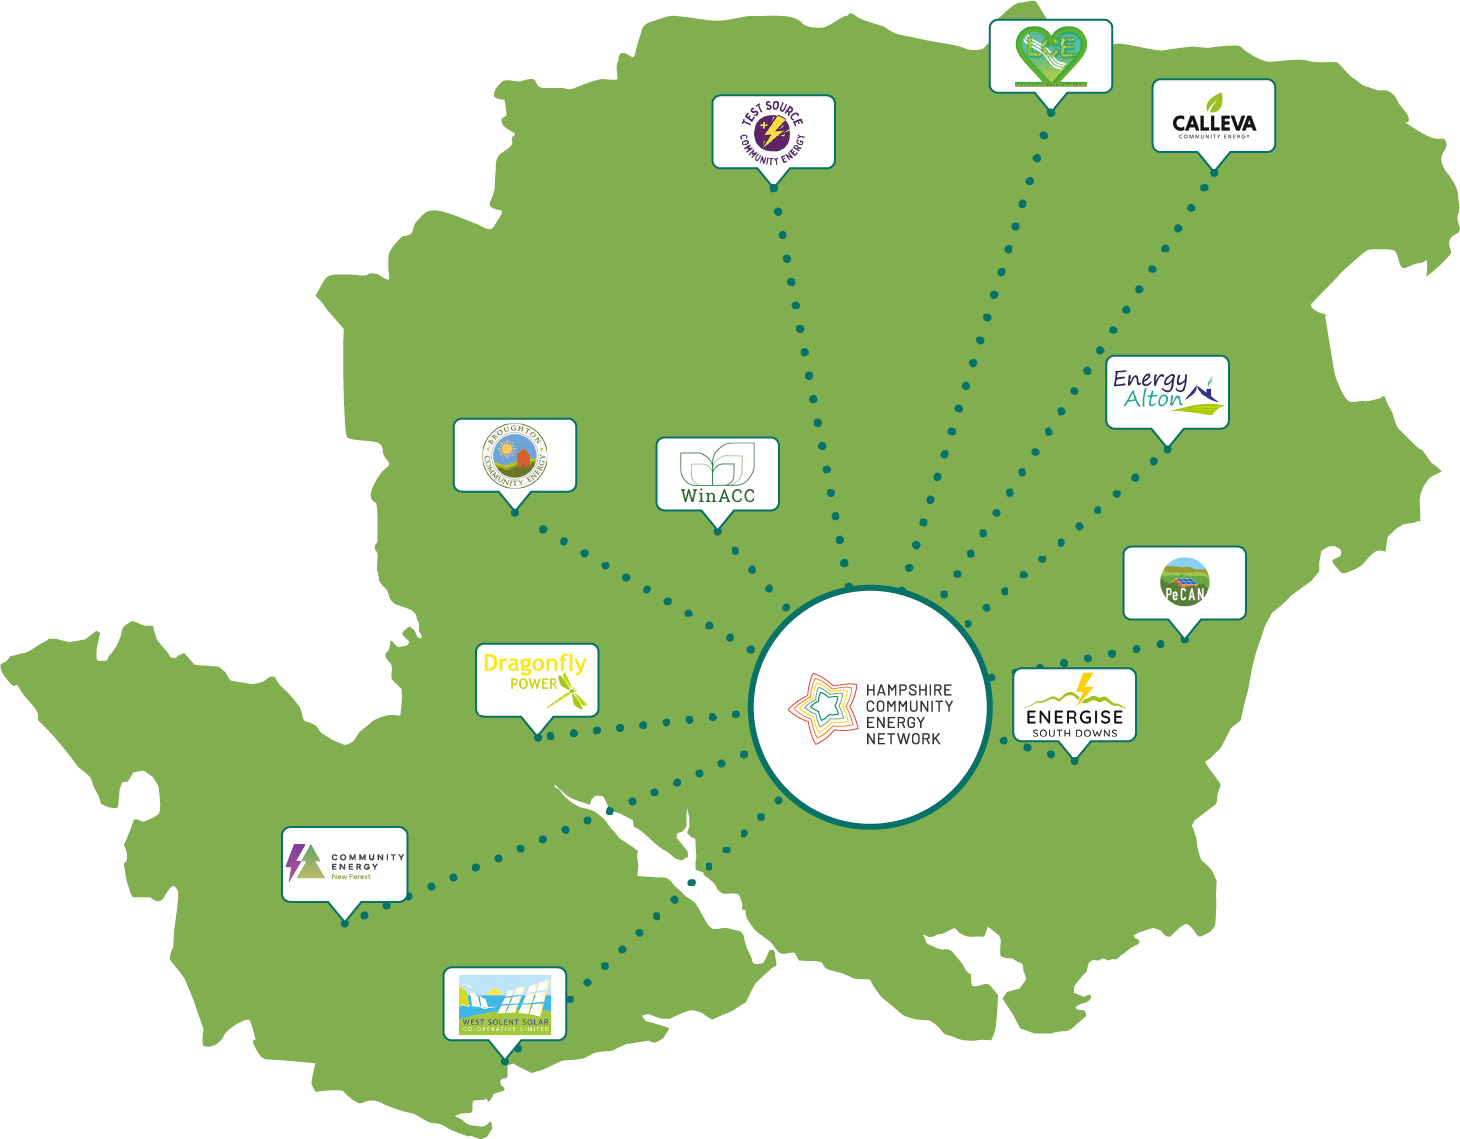 LCE
TEST SOURCE
COMMUNITY ENERGY
CALLEVA
COMMUNITY ENERGY
Energy
Alton
BROUGHTON
COMMUNITY ENERGY
WinACC
PeCAN
Dragonfly
POWER
HAMPSHIRE
COMMUNITY
ENERGY
NETWORK
ENERGISE
SOUTH DOWNS
COMMUNITY
ENERGY
New Forest
WEST SOLENT SOLAR
CO-OPERATIVE LIMITED